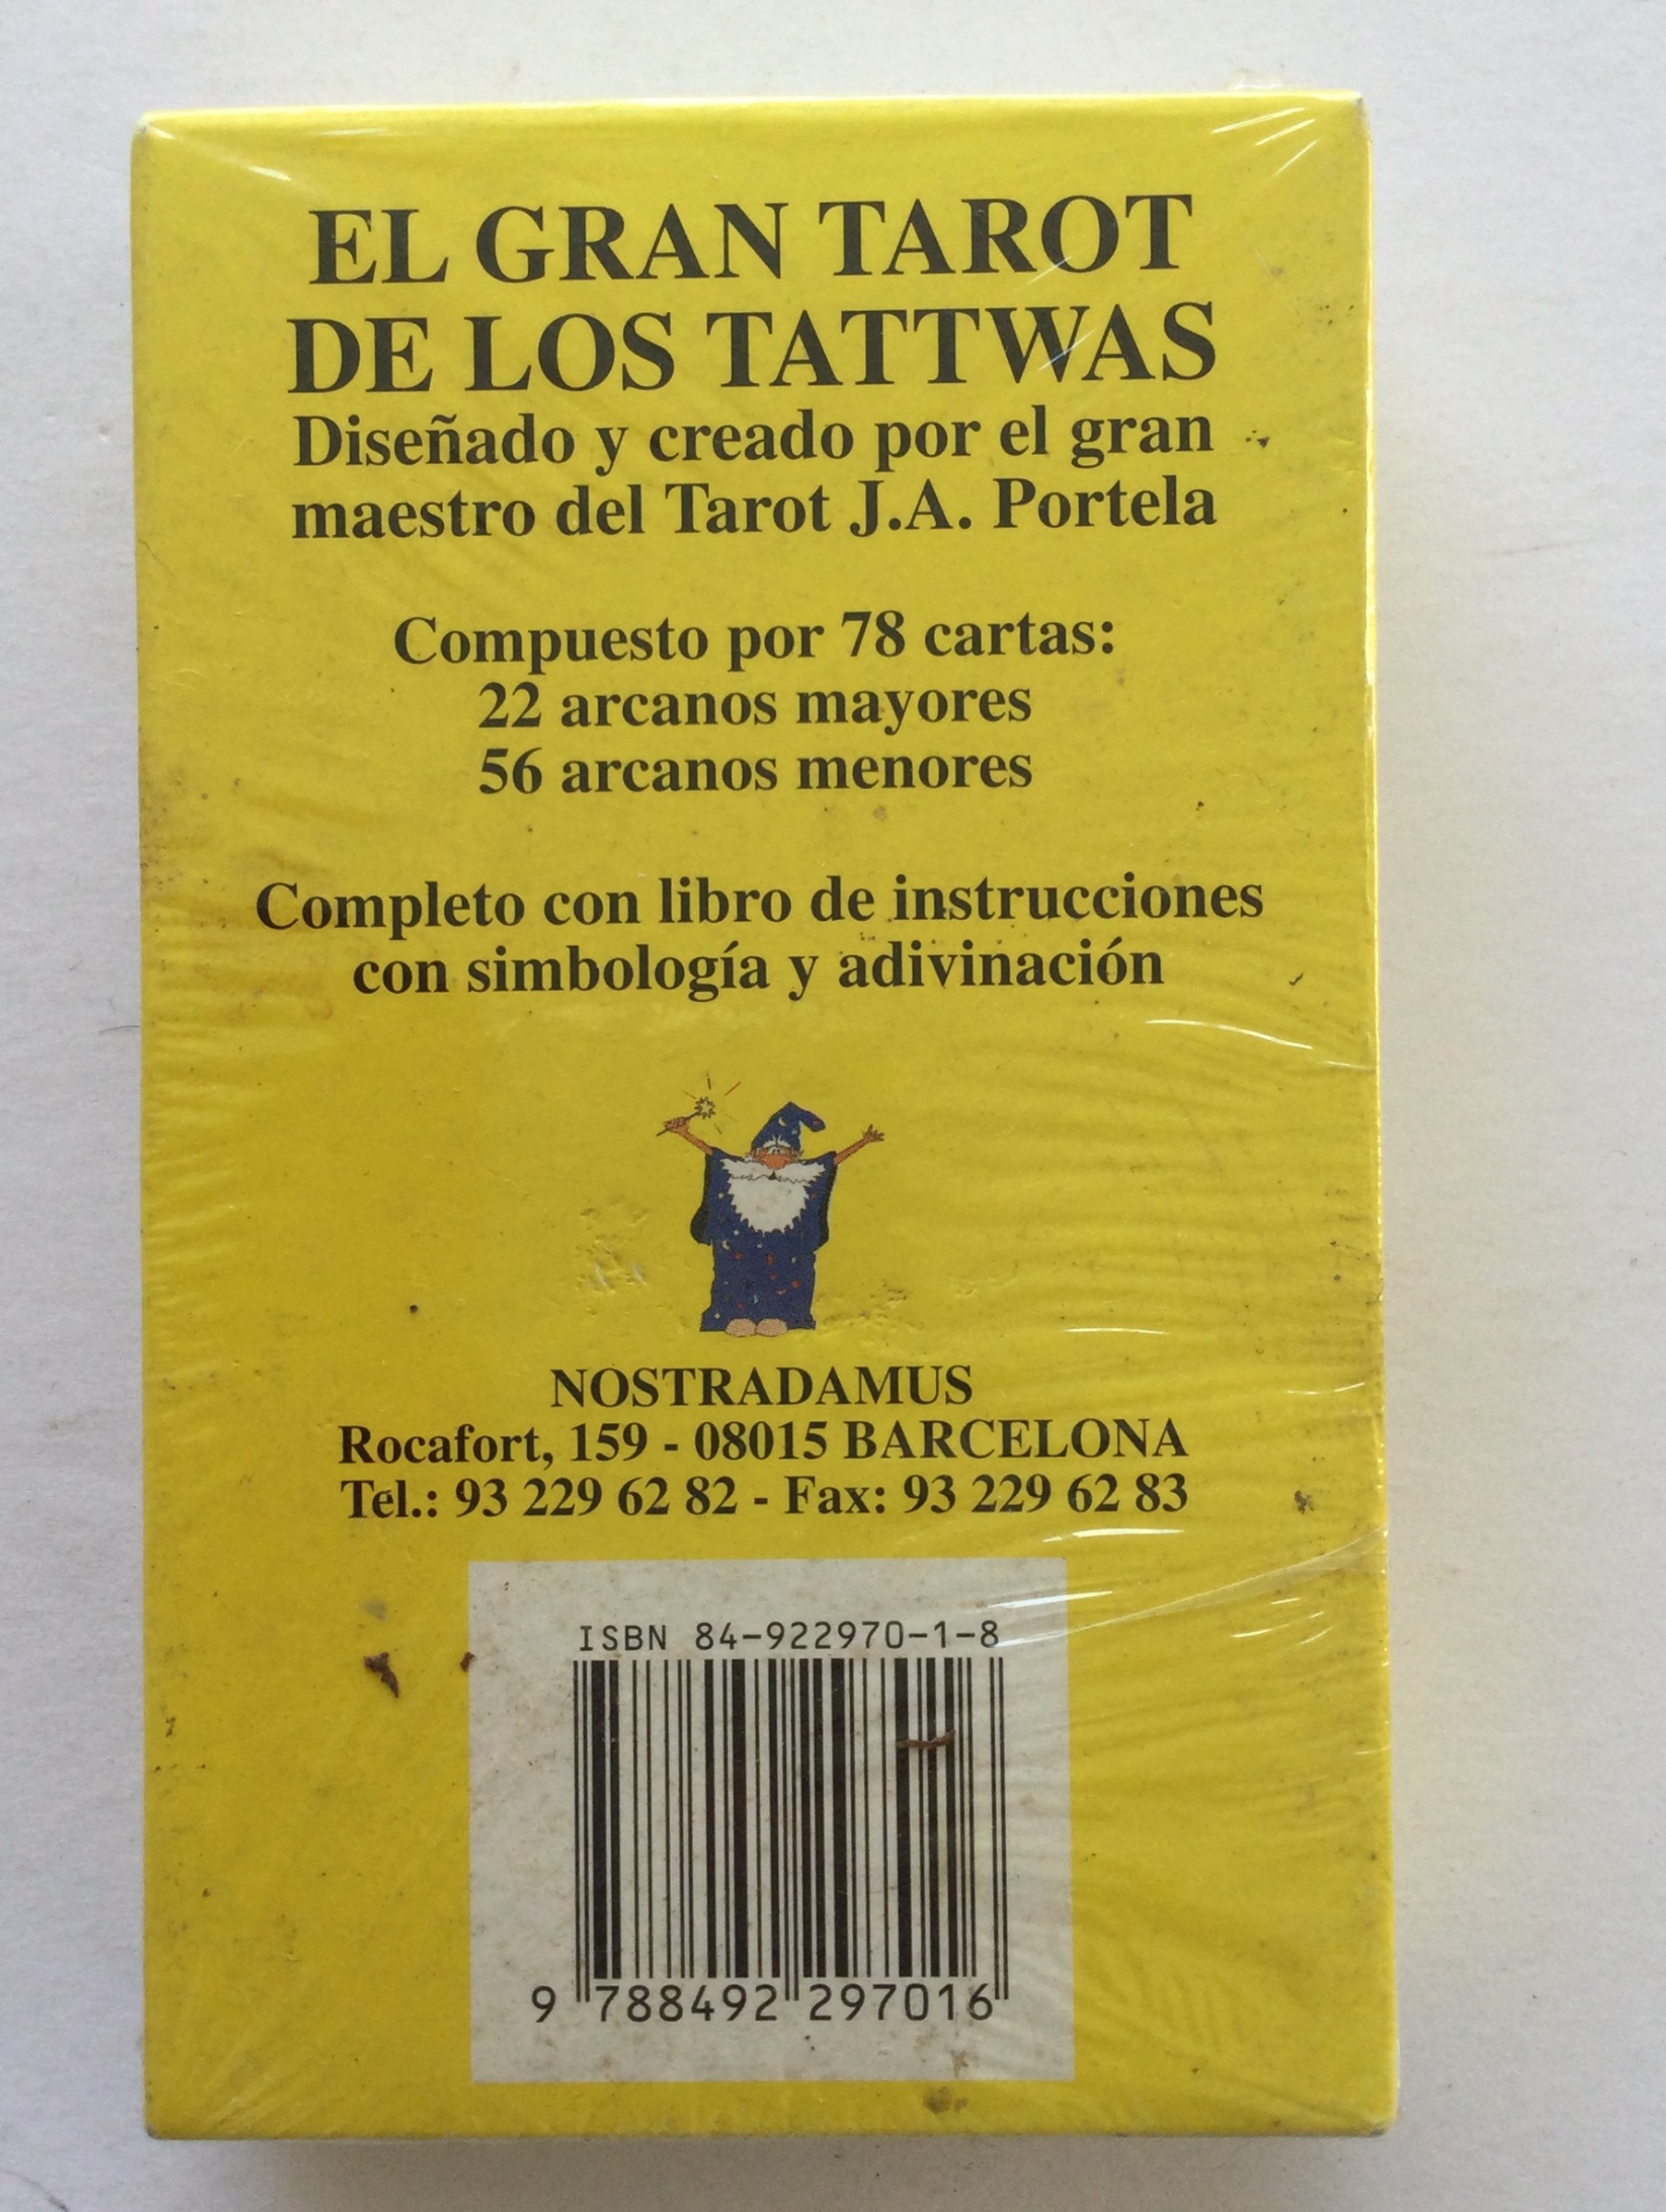 EL GRAN TAROT
DE LOS TATTWAS
Diseñado y creado por el gran
maestro del Tarot J.A. Portela
Compuesto por 78 cartas:
22 arcanos mayores
56 arcanos menores
Completo con libro de instrucciones
con simbología y adivinación
NOSTRADAMUS
Rocafort, 159 - 08015 BARCELONA
Tel.: 93 229 62 82 - Fax: 93 229 62 83
ISBN 84-922970-1-8
9 788492 297016